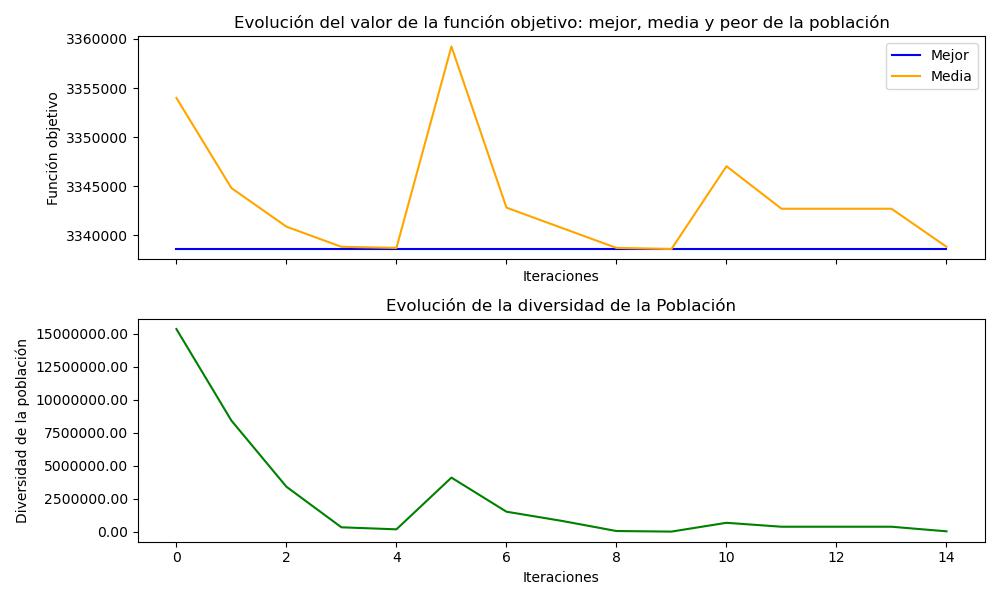 Evolución del valor de la función objetivo: mejor, media y peor de la población
3360000
3355000
3350000
3345000
3340000
Función objetivo
Mejor
Media
Iteraciones
Evolución de la diversidad de la Población
15000000.00
12500000.00
10000000.00
7500000.00
5000000.00
2500000.00
0.00
Diversidad de la población
0 2 4 6 8 10 12 14
Iteraciones